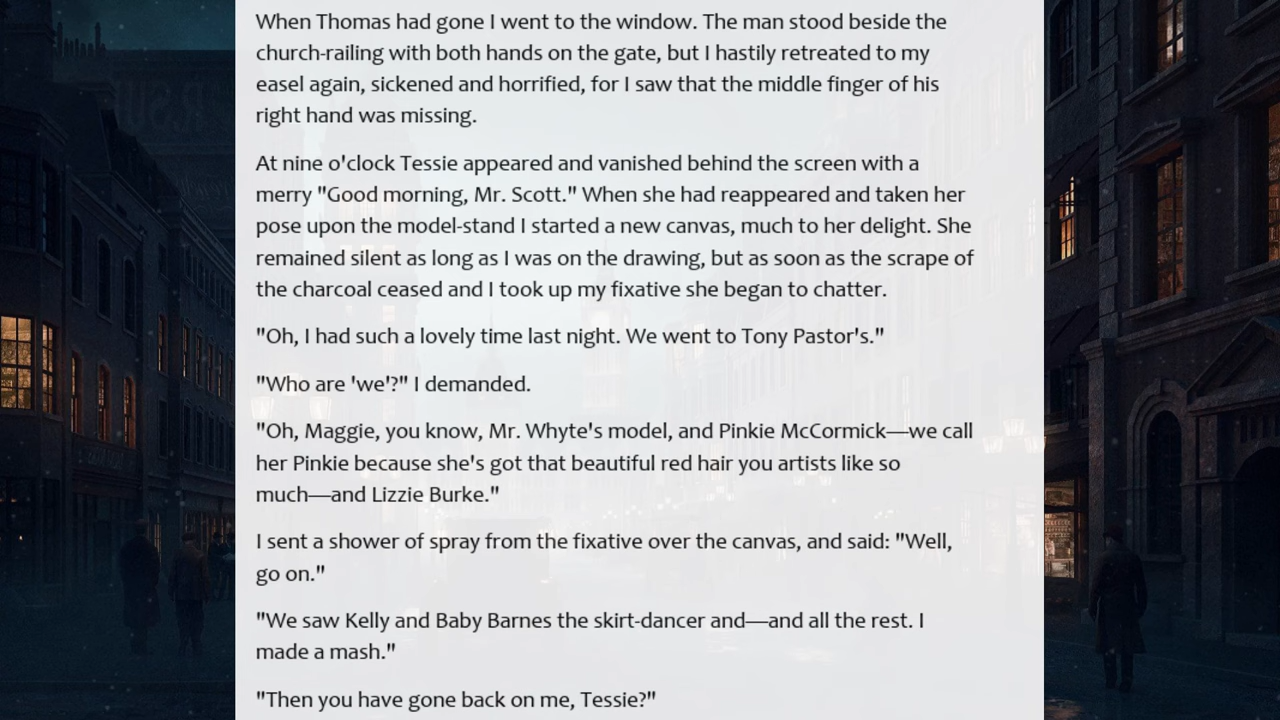 When Thomas had gone I went to the window. The man stood beside the
church-railing with both hands on the gate, but I hastily retreated to my
easel again, sickened and horrified, for I saw that the middle finger of his
right hand was missing.
At nine o'clock Tessie appeared and vanished behind the screen with a
merry "Good morning, Mr. Scott." When she had reappeared and taken her
pose upon the model-stand I started a new canvas, much to her delight. She
remained silent as long as I was on the drawing, but as soon as the scrape of
the charcoal ceased and I took up my fixative she began to chatter.
"Oh, I had such a lovely time last night. We went to Tony Pastor's."
"Who are 'we'?" I demanded.
"Oh, Maggie, you know, Mr. Whyte's model, and Pinkie McCormick—we call
her Pinkie because she's got that beautiful red hair you artists like so
much—and Lizzie Burke."
I sent a shower of spray from the fixative over the canvas, and said: "Well,
go on."
"We saw Kelly and Baby Barnes the skirt-dancer and—and all the rest. I
made a mash."
"Then you have gone back on me, Tessie?"